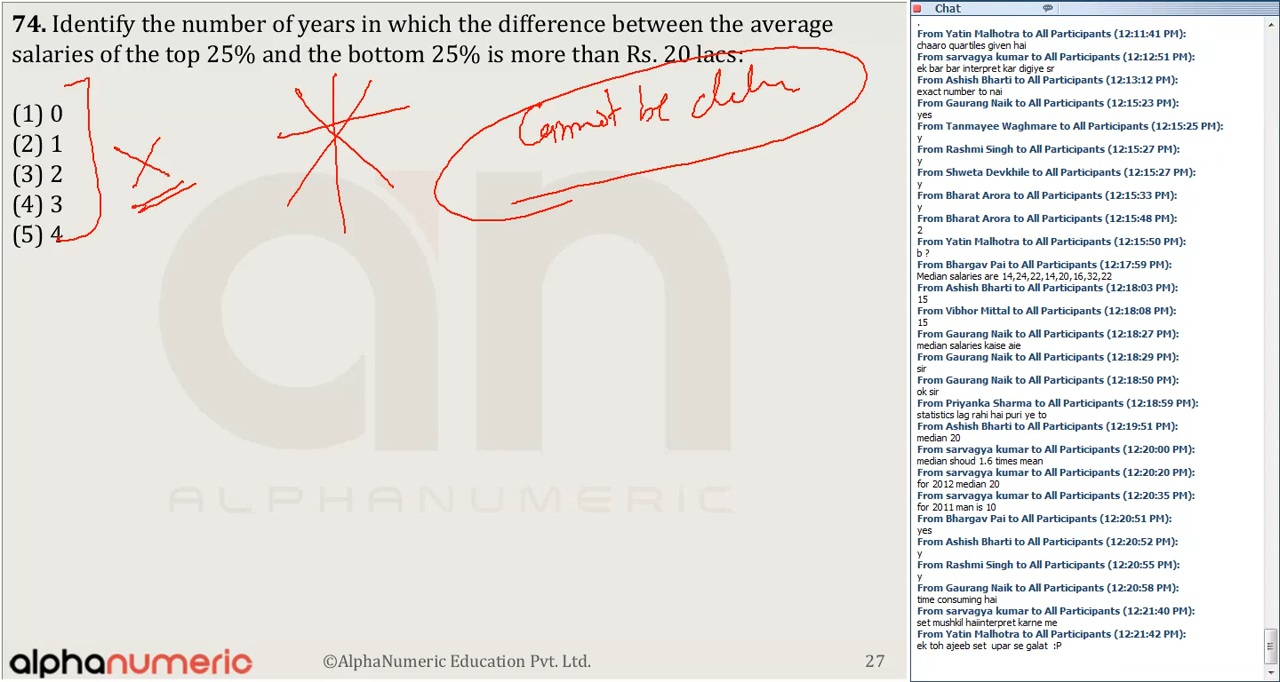 74. Identify the number of years in which the difference between the average
salaries of the top 25% and the bottom 25% is more than Rs. 20 lacs:
(1) 0
(2) 1
(3) 2
(4) 3
(5) 4
Cannot be
ALPHANUMERIC
alphanumeric
©AlphaNumeric Education Pvt. Ltd.
27
Chat
From Yatin Malhotra to All Participants (12:11:41 PM):
chaaro quartiles given hai
From sarvagya kumar to All Participants (12:12:51 PM):
ek bar bar interpret kar digiye sr
From Ashish Bharti to All Participants (12:13:12 PM):
exact number to nai
From Gaurang Naik to All Participants (12:15:23 PM):
yes
From Tanmayee Waghmare to All Participants (12:15:25 PM):
y
From Rashmi Singh to All Participants (12:15:27 PM):
y
From Shweta Devkhile to All Participants (12:15:27 PM):
y
From Bharat Arora to All Participants (12:15:33 PM):
y
From Bharat Arora to All Participants (12:15:48 PM):
2
From Yatin Malhotra to All Participants (12:15:50 PM):
b ?
From Bhargav Pai to All Participants (12:17:59 PM):
Median salaries are 14,24,22,14,20,16,32,22
From Ashish Bharti to All Participants (12:18:03 PM):
15
From Vibhor Mittal to All Participants (12:18:08 PM):
15
From Gaurang Naik to All Participants (12:18:27 PM):
median salaries kaise aie
From Gaurang Naik to All Participants (12:18:29 PM):
sir
From Gaurang Naik to All Participants (12:18:50 PM):
ok sir
From Priyanka Sharma to All Participants (12:18:59 PM):
statistics lag rahi hai puri ye to
From Ashish Bharti to All Participants (12:19:51 PM):
median 20
From sarvagya kumar to All Participants (12:20:00 PM):
median shoud 1.6 times mean
From sarvagya kumar to All Participants (12:20:20 PM):
for 2012 median 20
From sarvagya kumar to All Participants (12:20:35 PM):
for 2011 man is 10
From Bhargav Pai to All Participants (12:20:51 PM):
yes
From Ashish Bharti to All Participants (12:20:52 PM):
y
From Rashmi Singh to All Participants (12:20:55 PM):
y
From Gaurang Naik to All Participants (12:20:58 PM):
time consuming hai
From sarvagya kumar to All Participants (12:21:40 PM):
set mushkil haiinterpret karne me
From Yatin Malhotra to All Participants (12:21:42 PM):
ek toh ajeeb set  upar se galat  :P